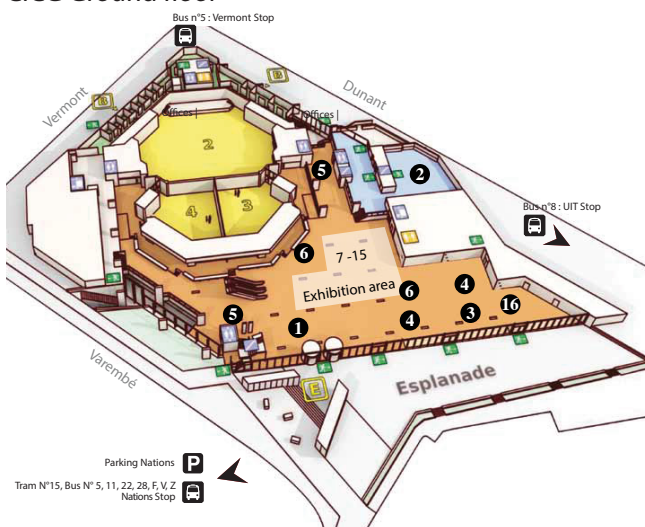 Bus n°5 : Vermont Stop
B
B
Vermont
Dunant
Offices |
Offices |
2
5
2
4
3
Bus n°8 : UIT Stop
6
7 -15
Exhibition area
6
4
16
5
1
4
3
Varembé
E
Esplanade
Parking Nations
P
Tram N°15, Bus N° 5, 11, 22, 28, F, V, Z
Nations Stop